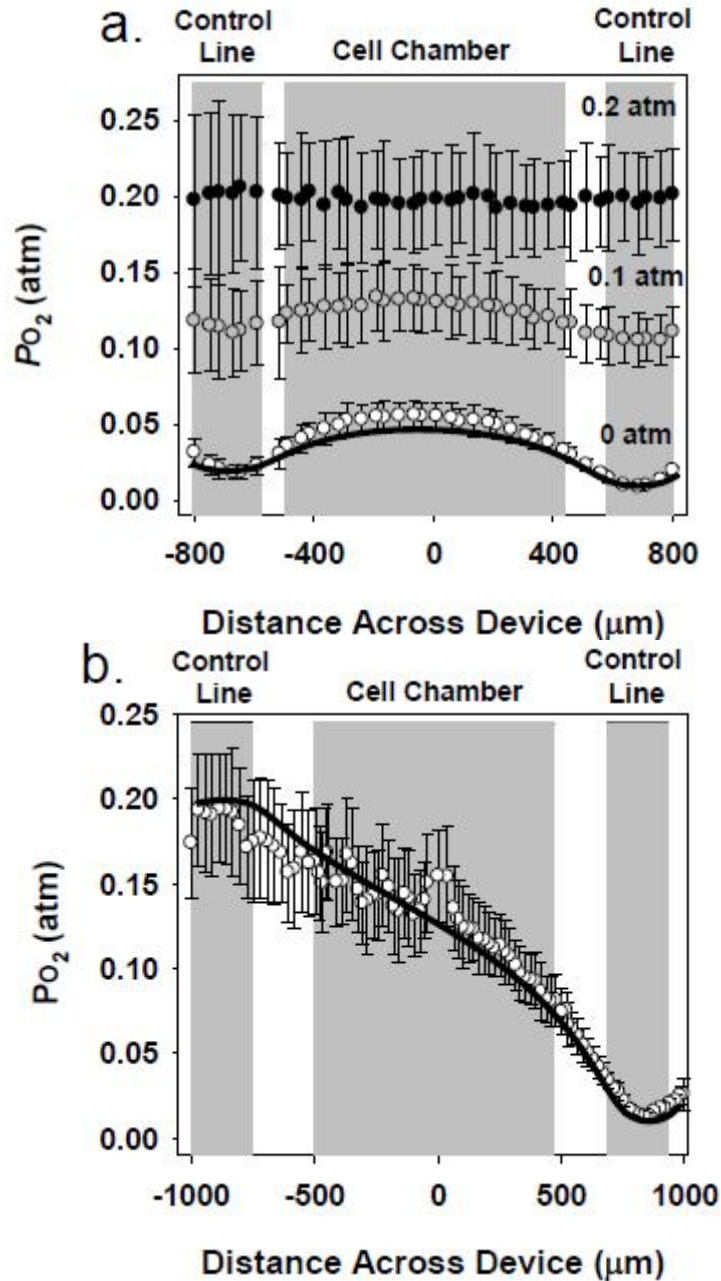 a.
Control Line
Cell Chamber
Control Line
0.2 atm
0.25
0.20
0.15
0.1 atm
0.10
0.05
0 atm
0.00
PO2 (atm)
-800 -400 0 400 800
Distance Across Device (μm)
b.
Control Line
Cell Chamber
Control Line
0.25
0.20
0.15
0.10
0.05
0.00
PO2 (atm)
-1000 -500 0 500 1000
Distance Across Device (μm)